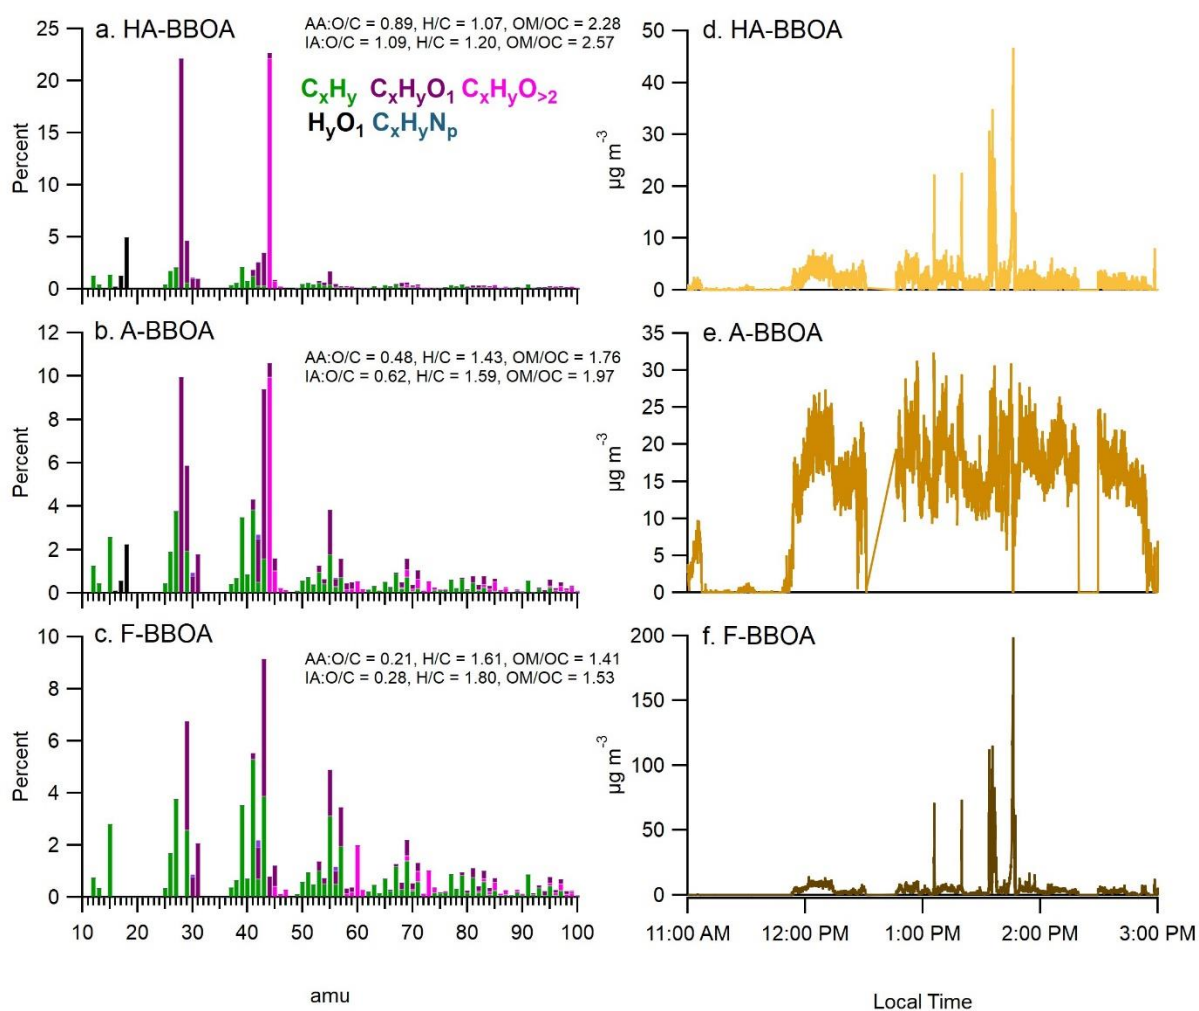 a. HA-BBOA
AA:O/C = 0.89, H/C = 1.07, OM/OC = 2.28
IA:O/C = 1.09, H/C = 1.20, OM/OC = 2.57
CxHy CxHyO1 CxHyO>2
HyO1 CxHyNp
25
20
15
10
5
0
Percent
b. A-BBOA
AA:O/C = 0.48, H/C = 1.43, OM/OC = 1.76
IA:O/C = 0.62, H/C = 1.59, OM/OC = 1.97
12
10
8
6
4
2
0
Percent
c. F-BBOA
AA:O/C = 0.21, H/C = 1.61, OM/OC = 1.41
IA:O/C = 0.28, H/C = 1.80, OM/OC = 1.53
10
8
6
4
2
0
Percent
10 20 30 40 50 60 70 80 90 100
amu
d. HA-BBOA
50
40
30
20
10
0
µg m⁻³
e. A-BBOA
35
30
25
20
15
10
5
0
µg m⁻³
f. F-BBOA
200
150
100
50
0
µg m⁻³
11:00 AM 12:00 PM 1:00 PM 2:00 PM 3:00 PM
Local Time